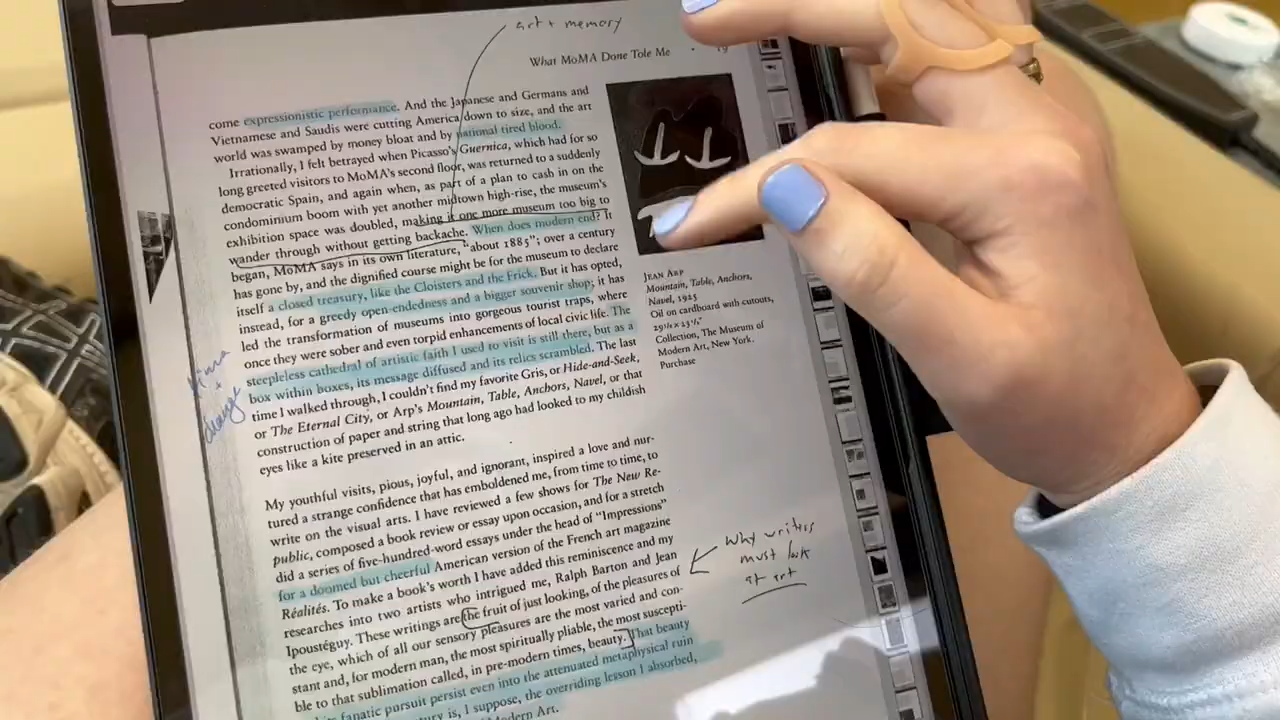 art + memory
What MoMA Done Tole Me · 19
come expressionistic performance. And the Japanese and Germans and
Vietnamese and Saudis were cutting America down to size, and the art
world was swamped by money bloat and by national tired blood.
Irrationally, I felt betrayed when Picasso's Guernica, which had for so
long greeted visitors to MoMA's second floor, was returned to a suddenly
democratic Spain, and again when, as part of a plan to cash in on the
condominium boom with yet another midtown high-rise, the museum's
exhibition space was doubled, making it one more museum too big to
wander through without getting backache. When does modern end? It
began, MoMA says in its own literature, "about 1885"; over a century
has gone by, and the dignified course might be for the museum to declare
itself a closed treasury, like the Cloisters and the Frick. But it has opted,
instead, for a greedy open-endedness and a bigger souvenir shop; it has
led the transformation of museums into gorgeous tourist traps, where
once they were sober and even torpid enhancements of local civic life. The
steepleless cathedral of artistic faith I used to visit is still there, but as a
box within boxes, its message diffused and its relics scrambled. The last
time I walked through, I couldn't find my favorite Gris, or Hide-and-Seek,
or The Eternal City, or Arp's Mountain, Table, Anchors, Navel, or that
construction of paper and string that long ago had looked to my childish
eyes like a kite preserved in an attic.
change
Jean Arp
Mountain, Table, Anchors,
Navel, 1925
Oil on cardboard with cutouts,
Collection, The Museum of
Modern Art, New York.
Purchase
My youthful visits, pious, joyful, and ignorant, inspired a love and nur-
tured a strange confidence that has emboldened me, from time to time, to
write on the visual arts. I have reviewed a few shows for The New Re-
public, composed a book review or essay upon occasion, and for a stretch
did a series of five-hundred-word essays under the head of "Impressions"
for a doomed but cheerful American version of the French art magazine
Réalités. To make a book's worth I have added this reminiscence and my
researches into two artists who intrigued me, Ralph Barton and Jean
Ipoustéguy. These writings are the fruit of just looking, of the pleasures of
the eye, which of all our sensory pleasures are the most varied and con-
stant and, for modern man, the most spiritually pliable, the most suscepti-
ble to that sublimation called, in pre-modern times, beauty. That beauty
fanatic pursuit persist even into the attenuated metaphysical ruin
is, I suppose, the overriding lesson I absorbed,
Modern Art.
Why writers
must look
at art